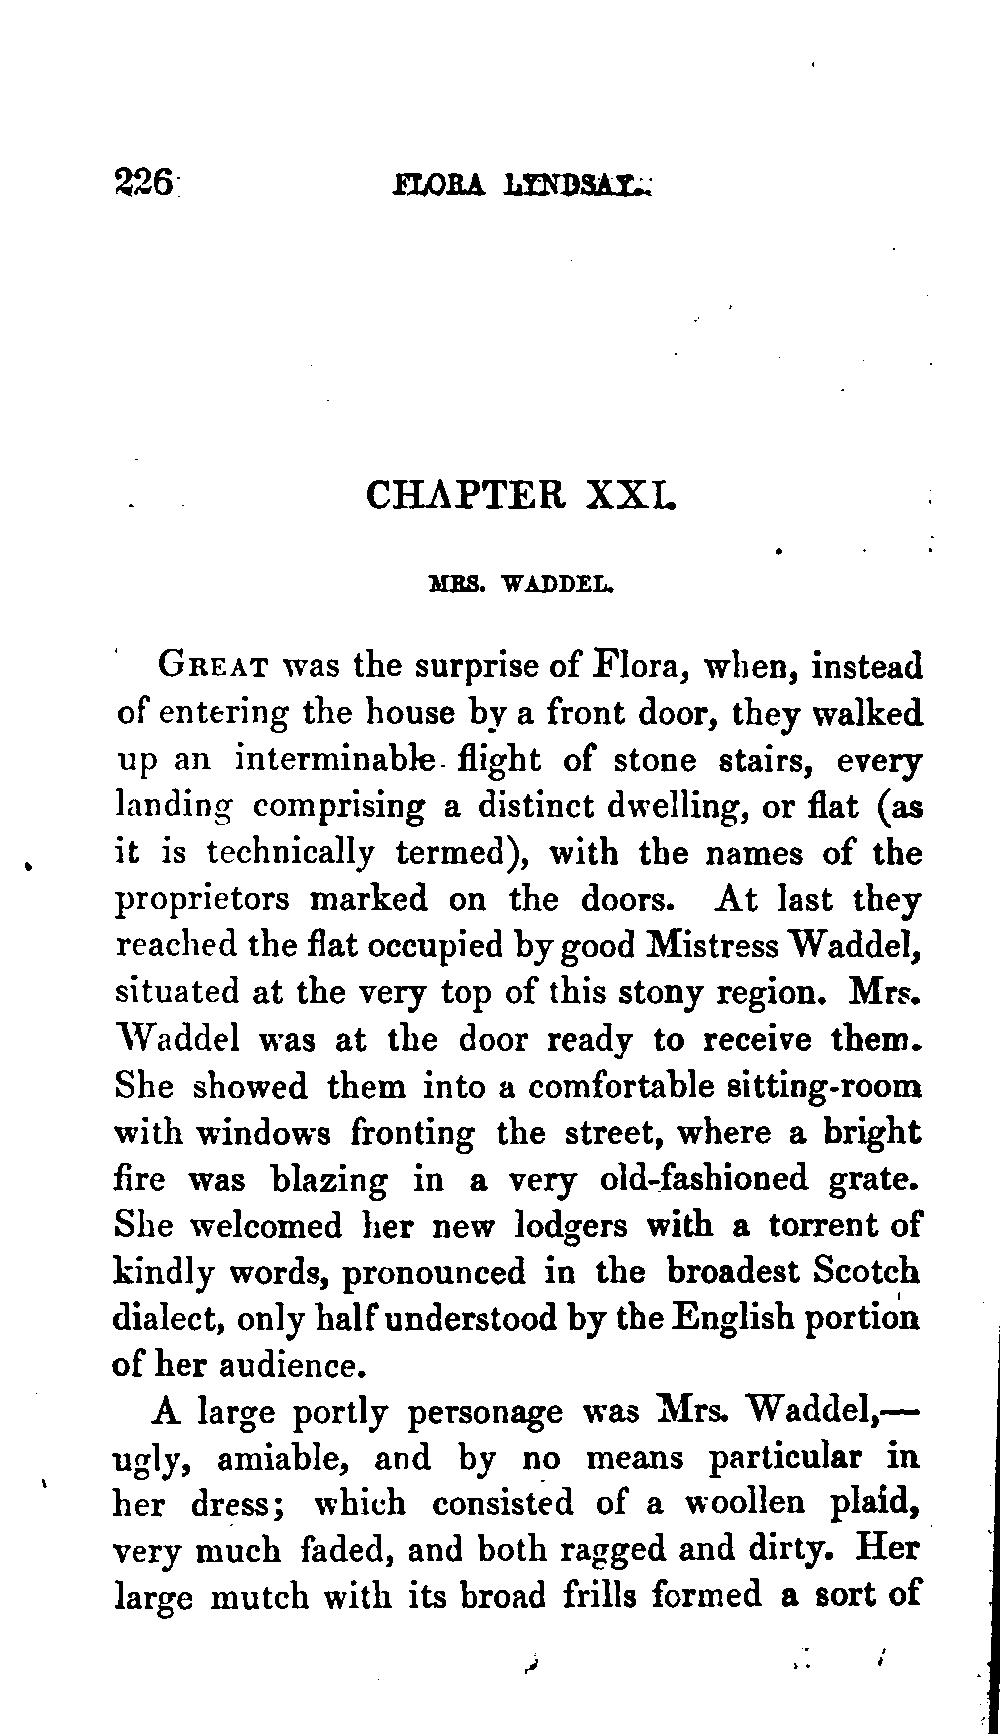 226 FLORA LYNDSAY.
CHAPTER XXI.
MRS. WADDEL.
GREAT was the surprise of Flora, when, instead
of entering the house by a front door, they walked
up an interminable flight of stone stairs, every
landing comprising a distinct dwelling, or flat (as
it is technically termed), with the names of the
proprietors marked on the doors. At last they
reached the flat occupied by good Mistress Waddel,
situated at the very top of this stony region. Mrs.
Waddel was at the door ready to receive them.
She showed them into a comfortable sitting-room
with windows fronting the street, where a bright
fire was blazing in a very old-fashioned grate.
She welcomed her new lodgers with a torrent of
kindly words, pronounced in the broadest Scotch
dialect, only half understood by the English portion
of her audience.
A large portly personage was Mrs. Waddel,—
ugly, amiable, and by no means particular in
her dress; which consisted of a woollen plaid,
very much faded, and both ragged and dirty. Her
large mutch with its broad frills formed a sort of